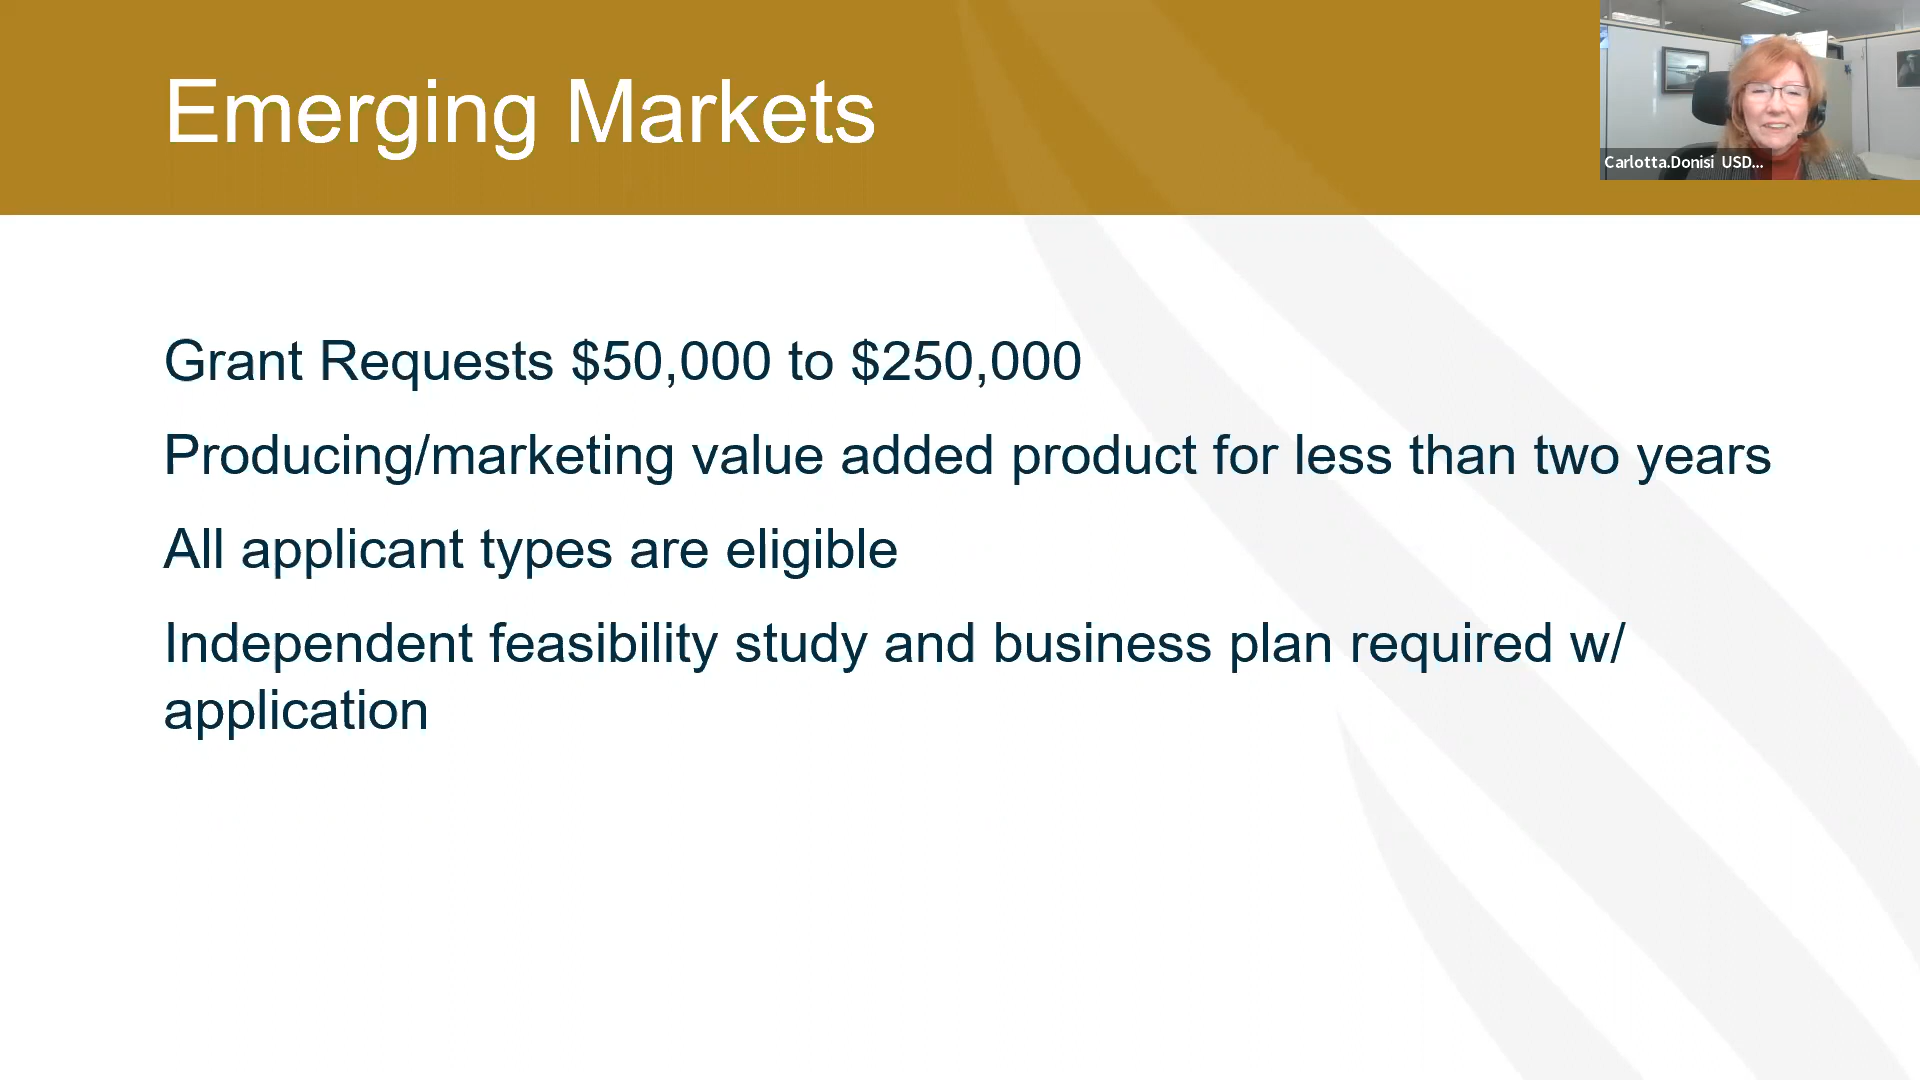 Emerging Markets
Carlotta.Donisi USD...
Grant Requests $50,000 to $250,000
Producing/marketing value added product for less than two years
All applicant types are eligible
Independent feasibility study and business plan required w/
application